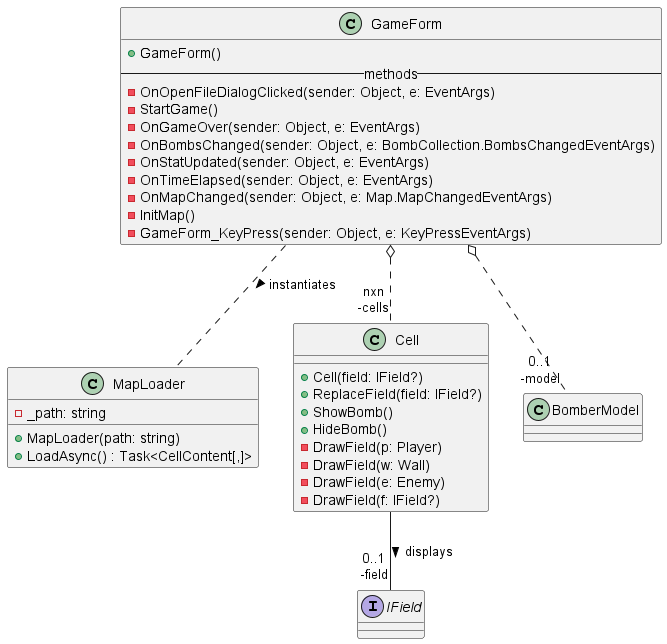 C GameForm
GameForm()
methods
OnOpenFileDialogClicked(sender: Object, e: EventArgs)
StartGame()
OnGameOver(sender: Object, e: EventArgs)
OnBombsChanged(sender: Object, e: BombCollection.BombsChangedEventArgs)
OnStatUpdated(sender: Object, e: EventArgs)
OnTimeElapsed(sender: Object, e: EventArgs)
OnMapChanged(sender: Object, e: Map.MapChangedEventArgs)
InitMap()
GameForm_KeyPress(sender: Object, e: KeyPressEventArgs)
instantiates
nxn
-cells
0..1
-model
C MapLoader
_path: string
MapLoader(path: string)
LoadAsync() : Task<CellContent[,]>
C Cell
Cell(field: IField?)
ReplaceField(field: IField?)
ShowBomb()
HideBomb()
DrawField(p: Player)
DrawField(w: Wall)
DrawField(e: Enemy)
DrawField(f: IField?)
C BomberModel
displays
0..1
-field
I IField